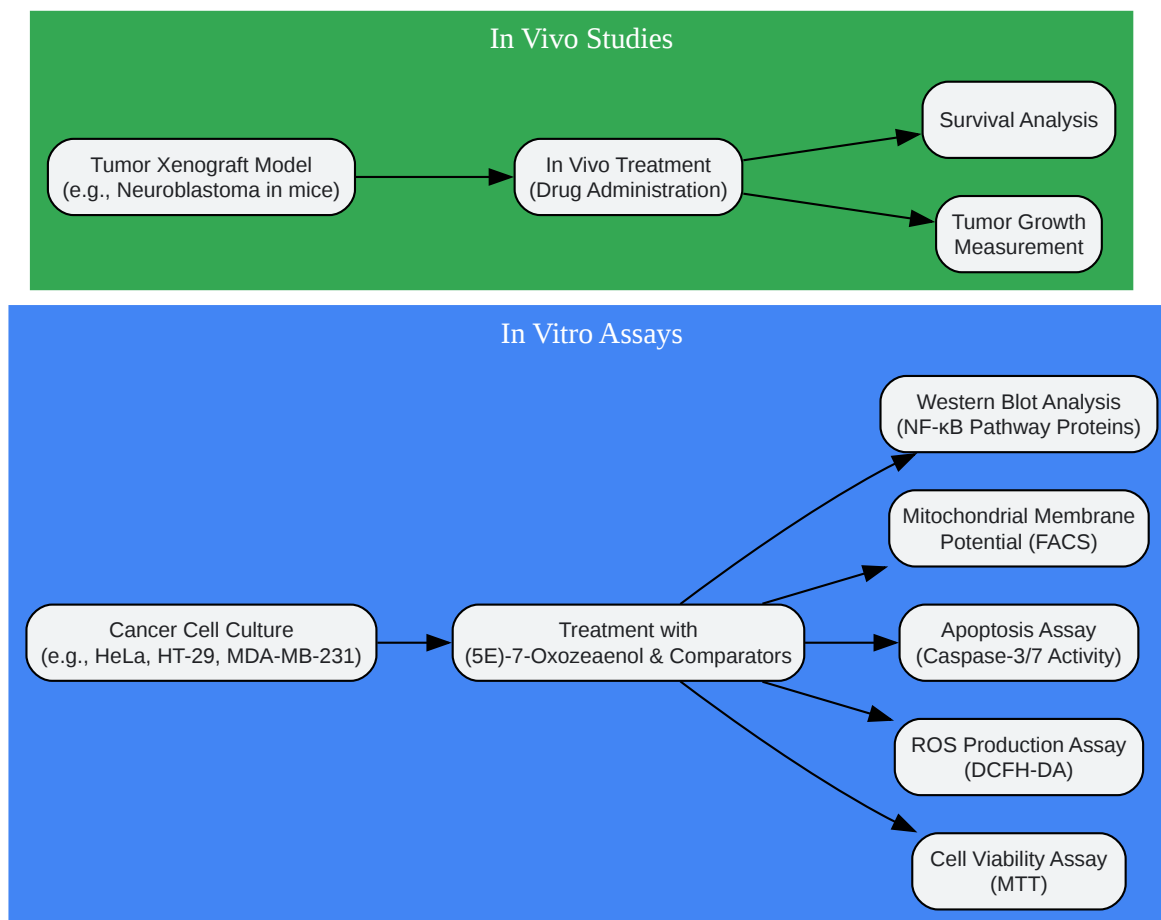 In Vivo Studies
Tumor Xenograft Model
(e.g., Neuroblastoma in mice)
In Vivo Treatment
(Drug Administration)
Survival Analysis
Tumor Growth
Measurement
In Vitro Assays
Cancer Cell Culture
(e.g., HeLa, HT-29, MDA-MB-231)
Treatment with
(5E)-7-Oxozeaenol & Comparators
Western Blot Analysis
(NF-κB Pathway Proteins)
Mitochondrial Membrane
Potential (FACS)
Apoptosis Assay
(Caspase-3/7 Activity)
ROS Production Assay
(DCFH-DA)
Cell Viability Assay
(MTT)